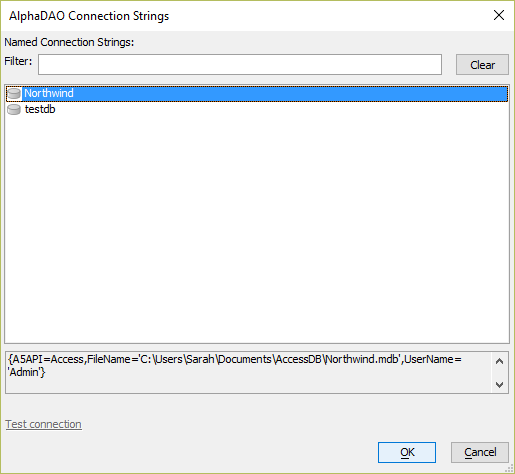 AlphaDAO Connection Strings
Named Connection Strings:
Filter:
Clear
Northwind
testdb
{A5API=Access,FileName='C:\Users\Sarah\Documents\AccessDB\Northwind.mdb',UserName=
'Admin'}
Test connection
OK
Cancel